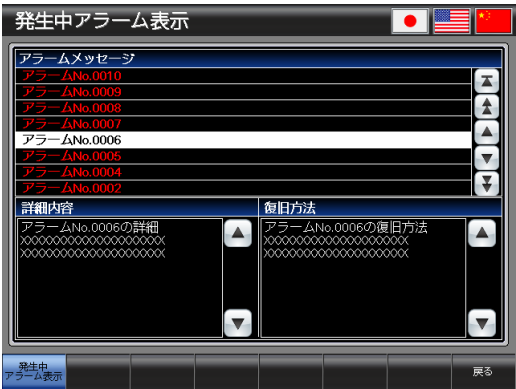 発生中アラーム表示
アラームメッセージ
アラームNo.0010
アラームNo.0009
アラームNo.0008
アラームNo.0007
アラームNo.0006
アラームNo.0005
アラームNo.0004
アラームNo.0002
詳細内容
アラームNo.0006の詳細
XXXXXXXXXXXXXXXXXXXX
XXXXXXXXXXXXXXXXXXXX
復旧方法
アラームNo.0006の復旧方法
XXXXXXXXXXXXXXXXXXXX
XXXXXXXXXXXXXXXXXXXX
発生中
アラーム表示
戻る